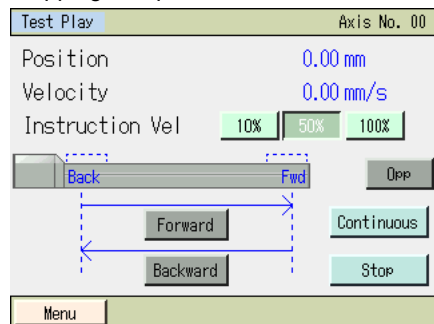 Test Play Axis No. 00
Position 0.00 mm
Velocity 0.00 mm/s
Instruction Vel 10% 50% 100%
Back Fwd Opp
Forward Continuous
Backward Stop
Menu